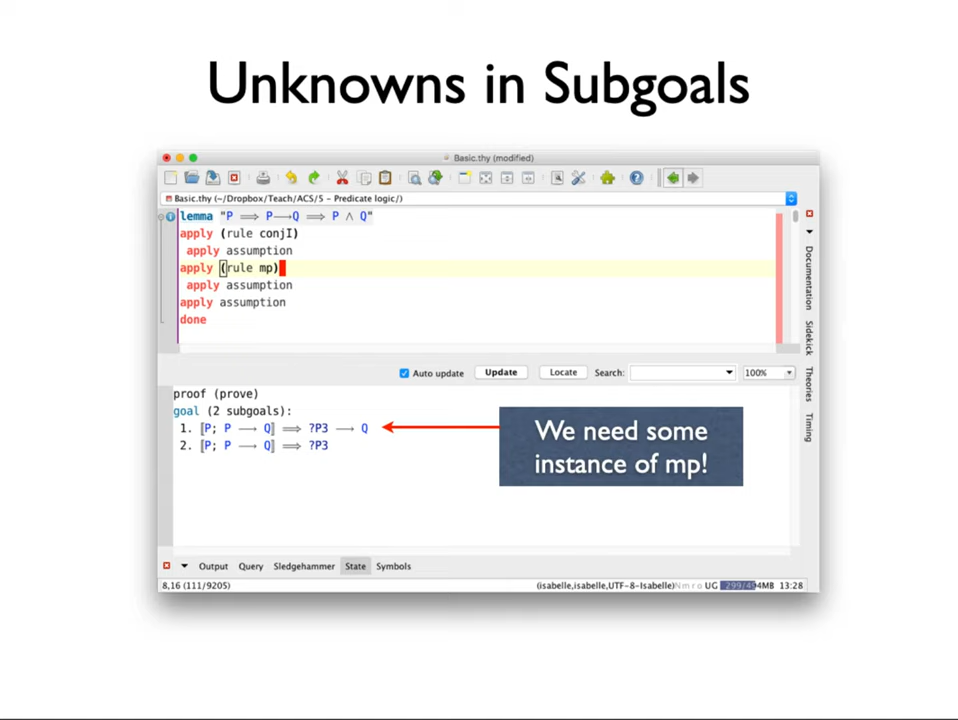 Unknowns in Subgoals
Basic.thy (modified)
Basic.thy (~/Dropbox/Teach/ACS/5 - Predicate logic/)
lemma "P ⟹ P⟶Q ⟹ P ∧ Q"
apply (rule conjI)
apply assumption
apply (rule mp)
apply assumption
apply assumption
done
Documentation
Sidekick
Theories
Timing
Auto update Update Locate Search: 100%
proof (prove)
goal (2 subgoals):
1. ⟦P; P ⟶ Q⟧ ⟹ ?P3 ⟶ Q
2. ⟦P; P ⟶ Q⟧ ⟹ ?P3
We need some
instance of mp!
Output Query Sledgehammer State Symbols
8,16 (111/9205) (isabelle,isabelle,UTF-8-Isabelle) UG 13:28